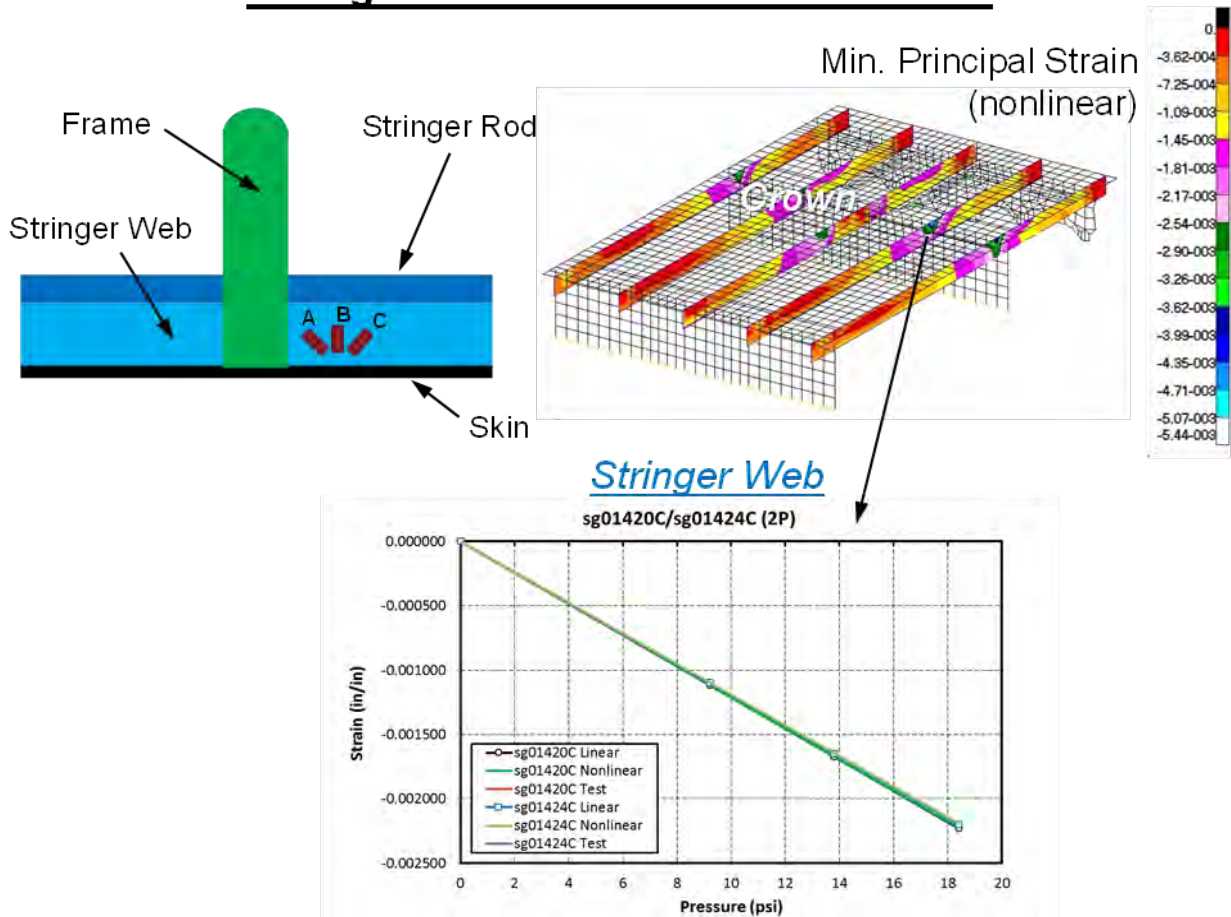 Min. Principal Strain
(nonlinear)
Frame
Stringer Rod
Stringer Web
A B C
Skin
Crown
0.
-3.62-004
-7.25-004
-1.09-003
-1.45-003
-1.81-003
-2.17-003
-2.54-003
-2.90-003
-3.26-003
-3.62-003
-3.99-003
-4.35-003
-4.71-003
-5.07-003
-5.44-003
Stringer Web
sg01420C/sg01424C (2P)
Strain (in/in)
0.000000
-0.000500
-0.001000
-0.001500
-0.002000
-0.002500
sg01420C Linear
sg01420C Nonlinear
sg01420C Test
sg01424C Linear
sg01424C Nonlinear
sg01424C Test
0 2 4 6 8 10 12 14 16 18 20
Pressure (psi)